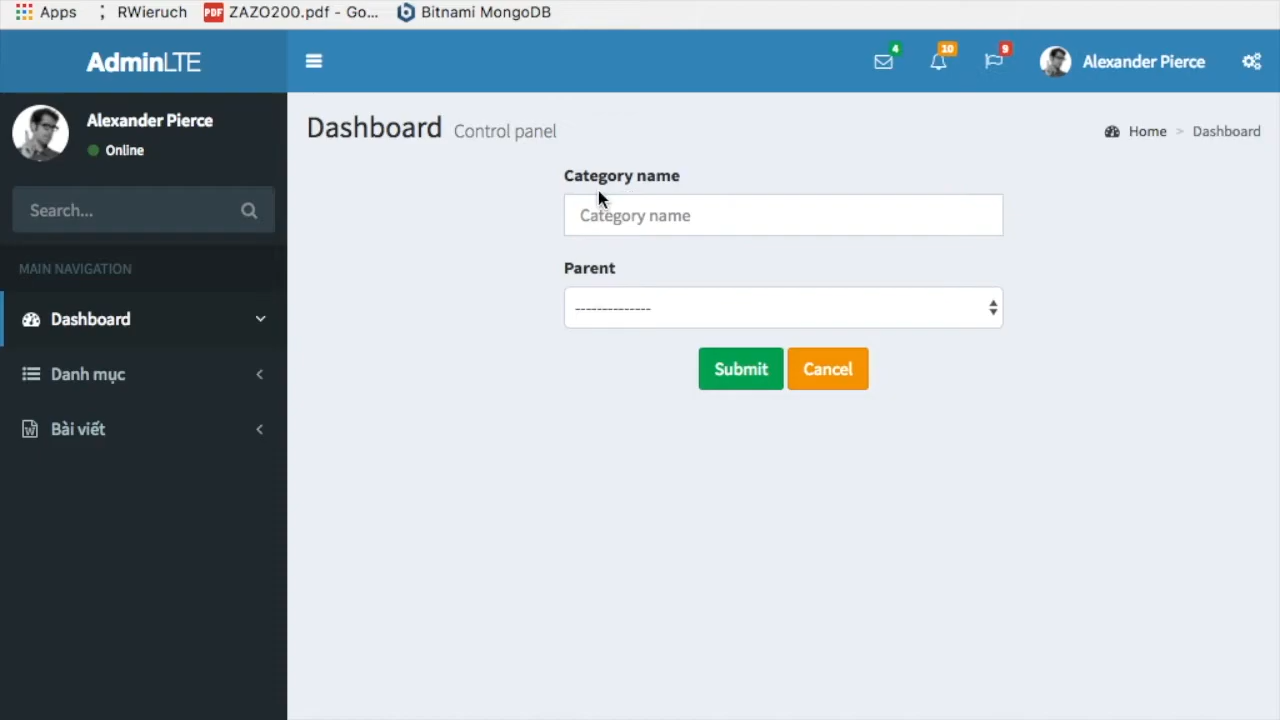 Apps RWieruch PDF ZAZO200.pdf - Go... Bitnami MongoDB
AdminLTE
4 10 9
Alexander Pierce
Alexander Pierce
Online
Search...
MAIN NAVIGATION
Dashboard
Danh mục
W Bài viết
Dashboard Control panel
Home > Dashboard
Category name
Category name
Parent
--------------
Submit Cancel